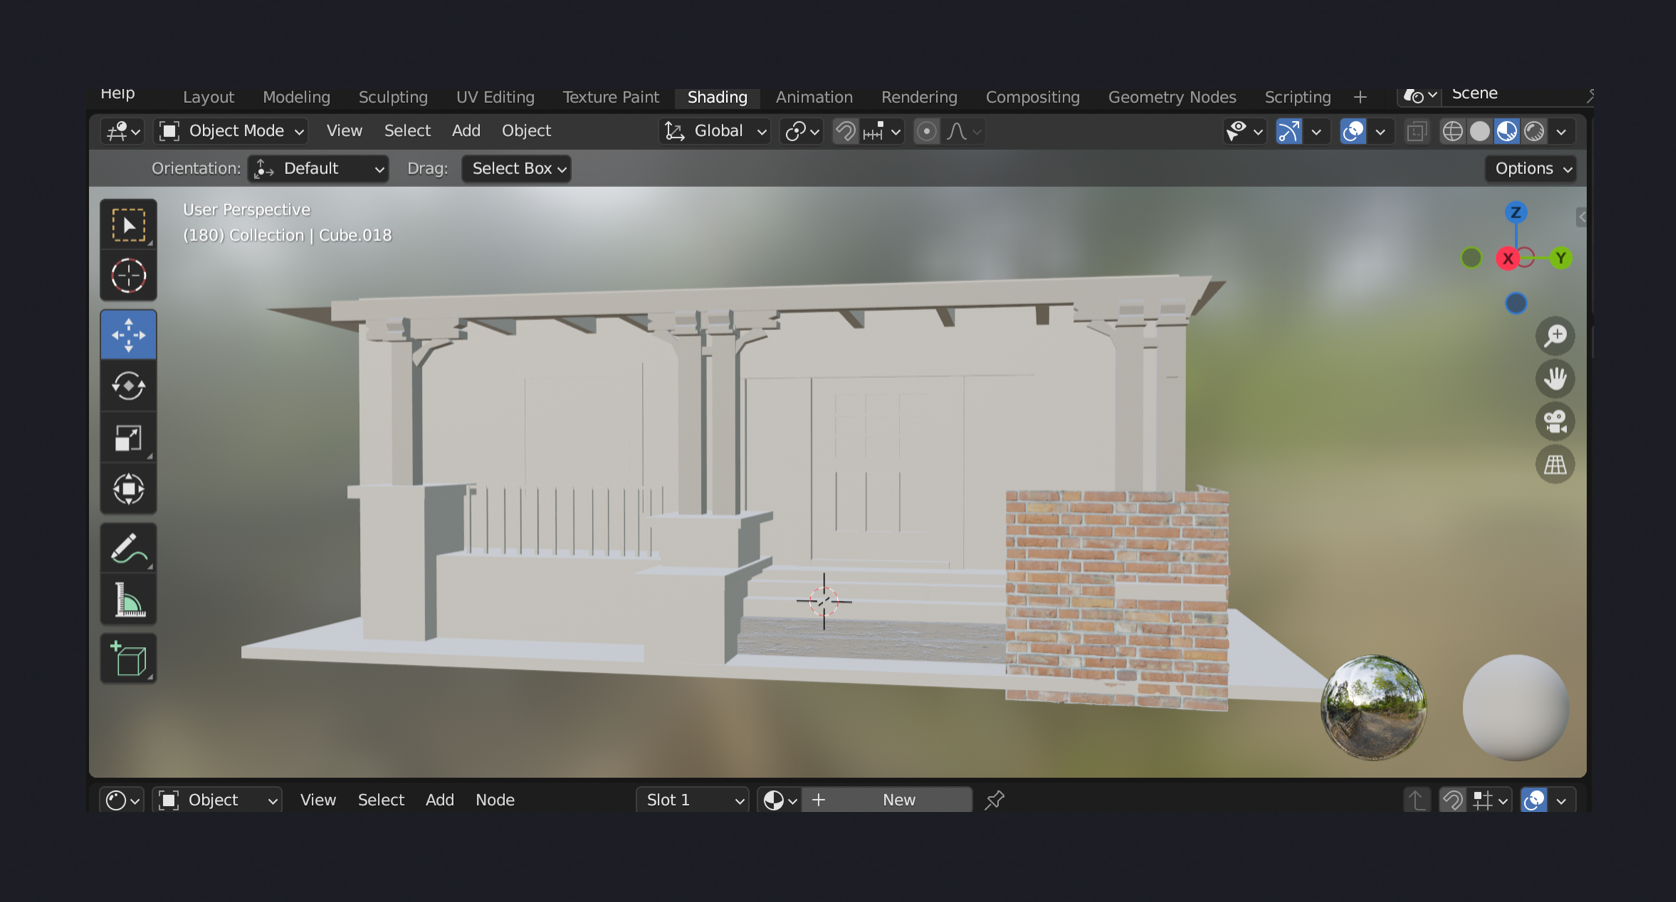 Help Layout Modeling Sculpting UV Editing Texture Paint Shading Animation Rendering Compositing Geometry Nodes Scripting + Scene
Object Mode View Select Add Object Global
Orientation: Default Drag: Select Box Options
User Perspective
(180) Collection | Cube.018
Z
X Y
Object View Select Add Node Slot 1 + New